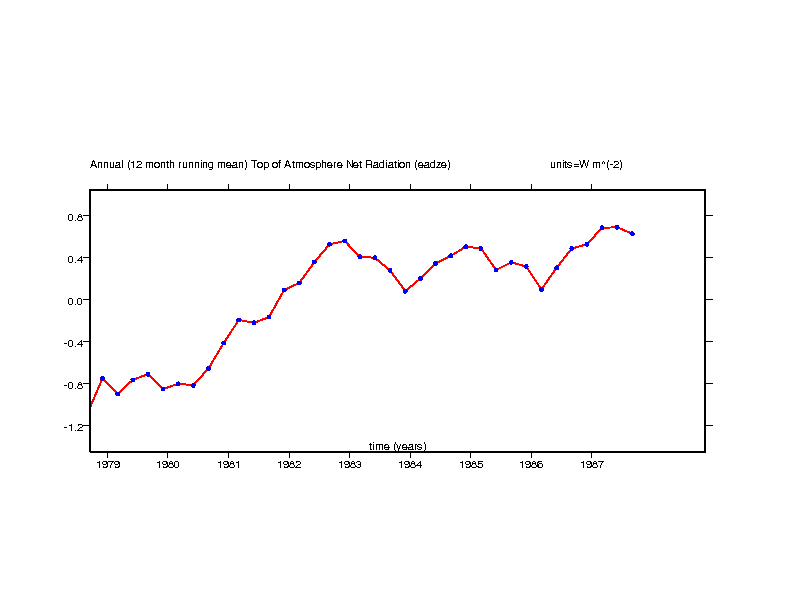 Annual (12 month running mean) Top of Atmosphere Net Radiation (eadze) units=W m^(-2)
0.8
0.4
0.0
-0.4
-0.8
-1.2
time (years)
1979 1980 1981 1982 1983 1984 1985 1986 1987